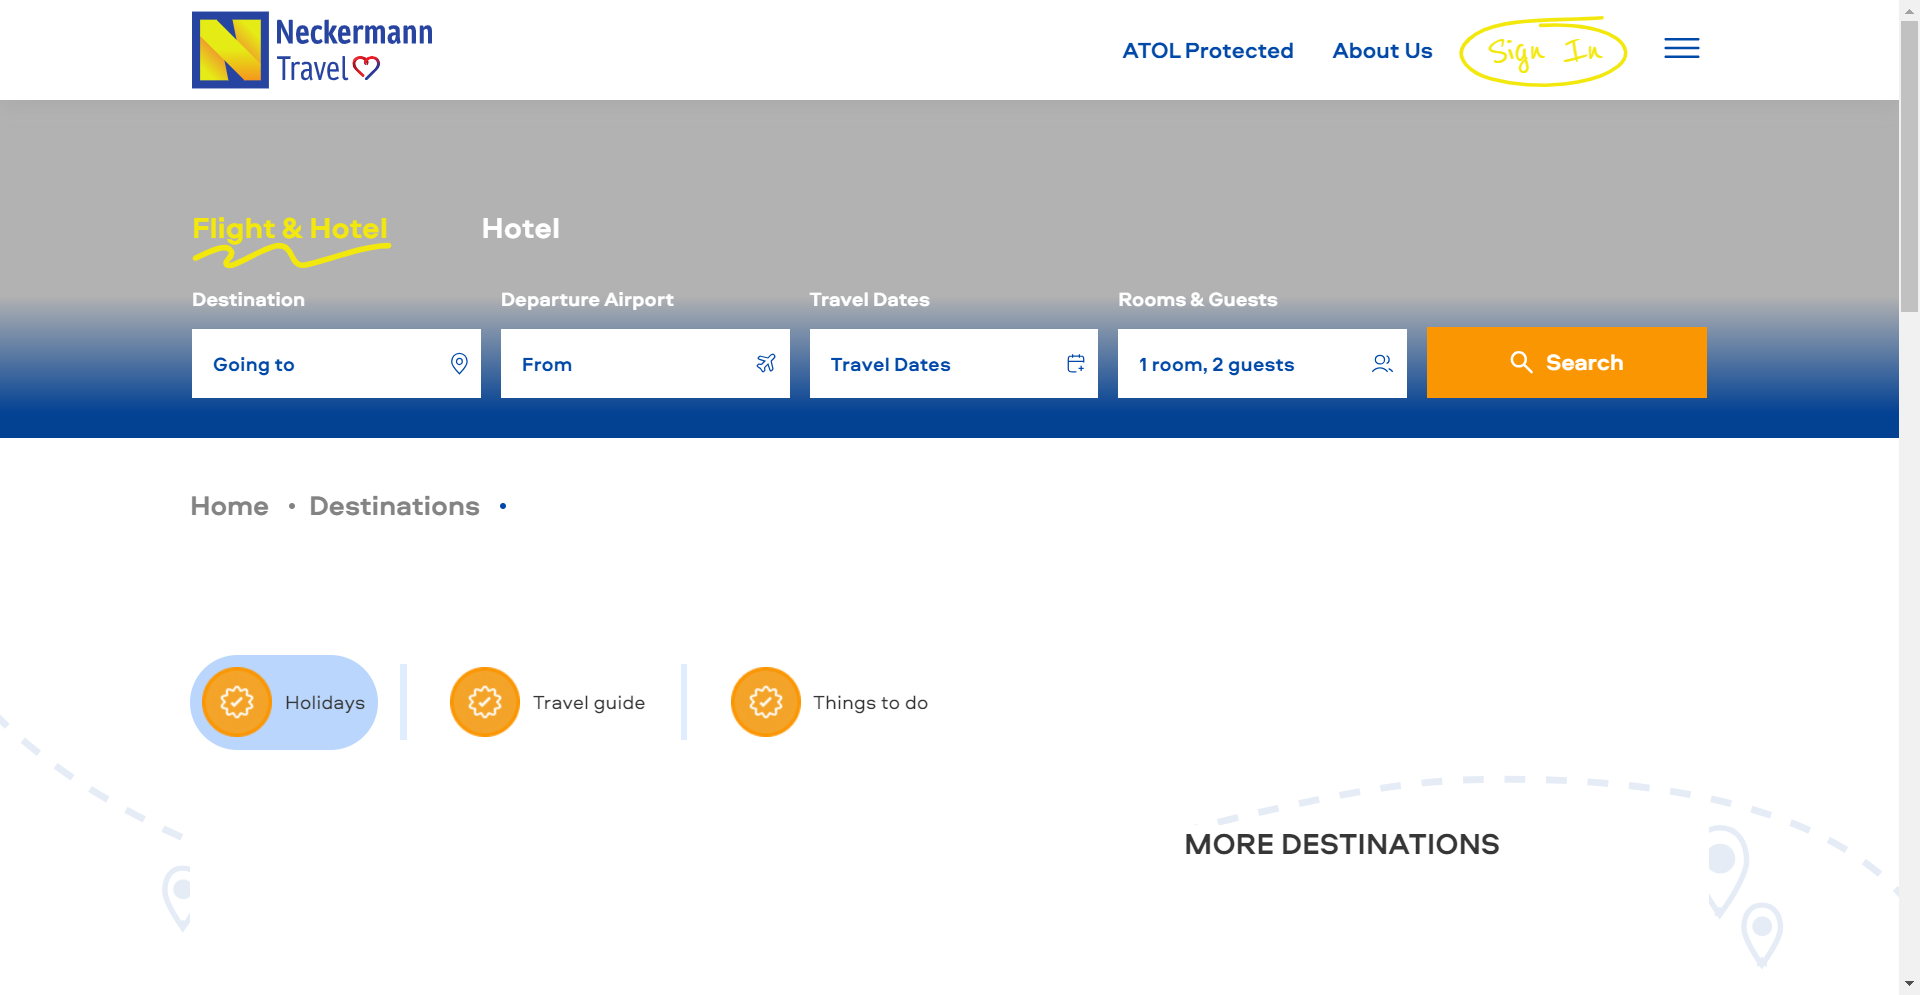 Neckermann
Travel
ATOL Protected
About Us
Sign In
Flight & Hotel
Hotel
Destination
Departure Airport
Travel Dates
Rooms & Guests
Going to
From
Travel Dates
1 room, 2 guests
Search
Home • Destinations •
Holidays
Travel guide
Things to do
MORE DESTINATIONS